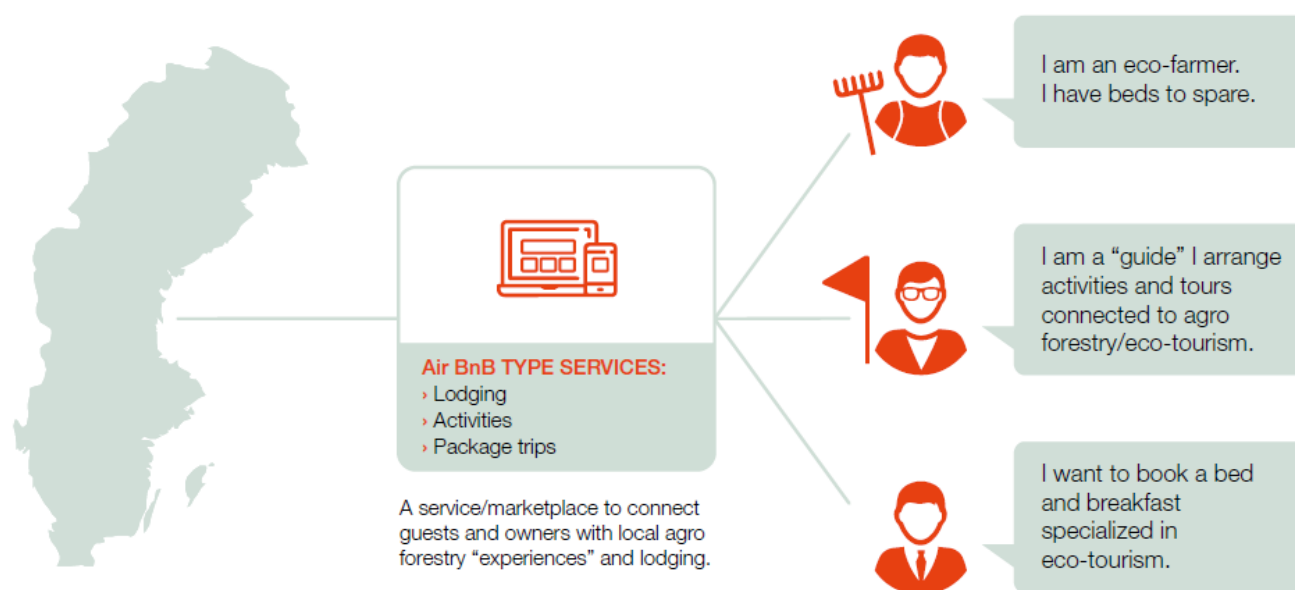 I am an eco-farmer.
I have beds to spare.
Air BnB TYPE SERVICES:
› Lodging
› Activities
› Package trips
A service/marketplace to connect
guests and owners with local agro
forestry “experiences” and lodging.
I am a “guide” I arrange
activities and tours
connected to agro
forestry/eco-tourism.
I want to book a bed
and breakfast
specialized in
eco-tourism.